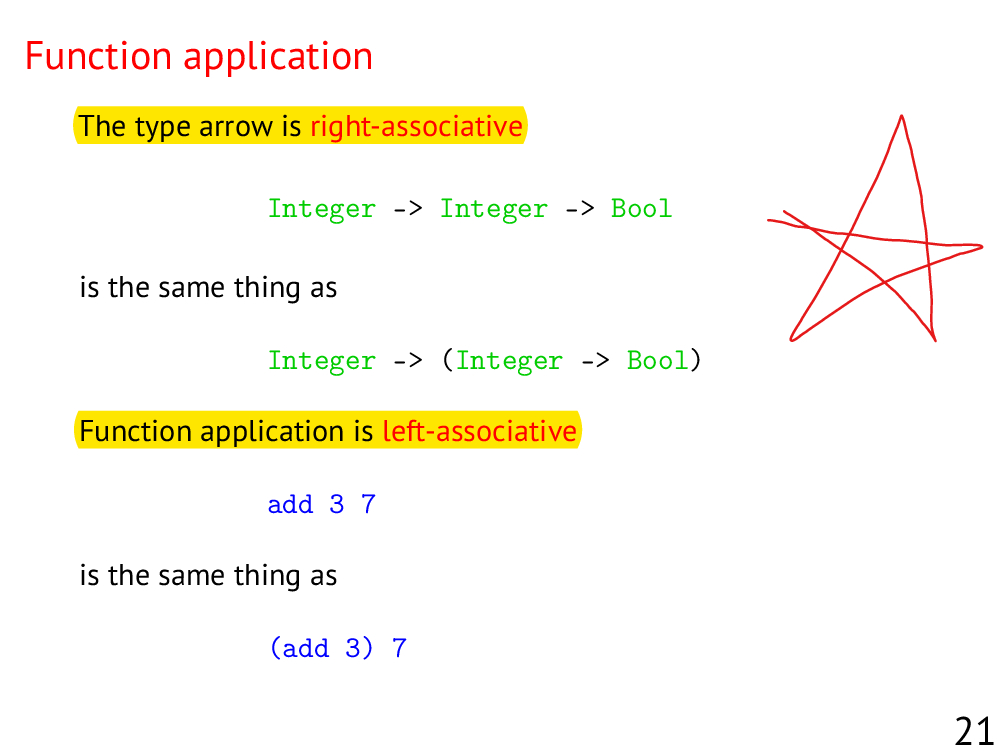 Function application
The type arrow is right-associative
Integer -> Integer -> Bool
is the same thing as
Integer -> (Integer -> Bool)
Function application is left-associative
add 3 7
is the same thing as
(add 3) 7
21